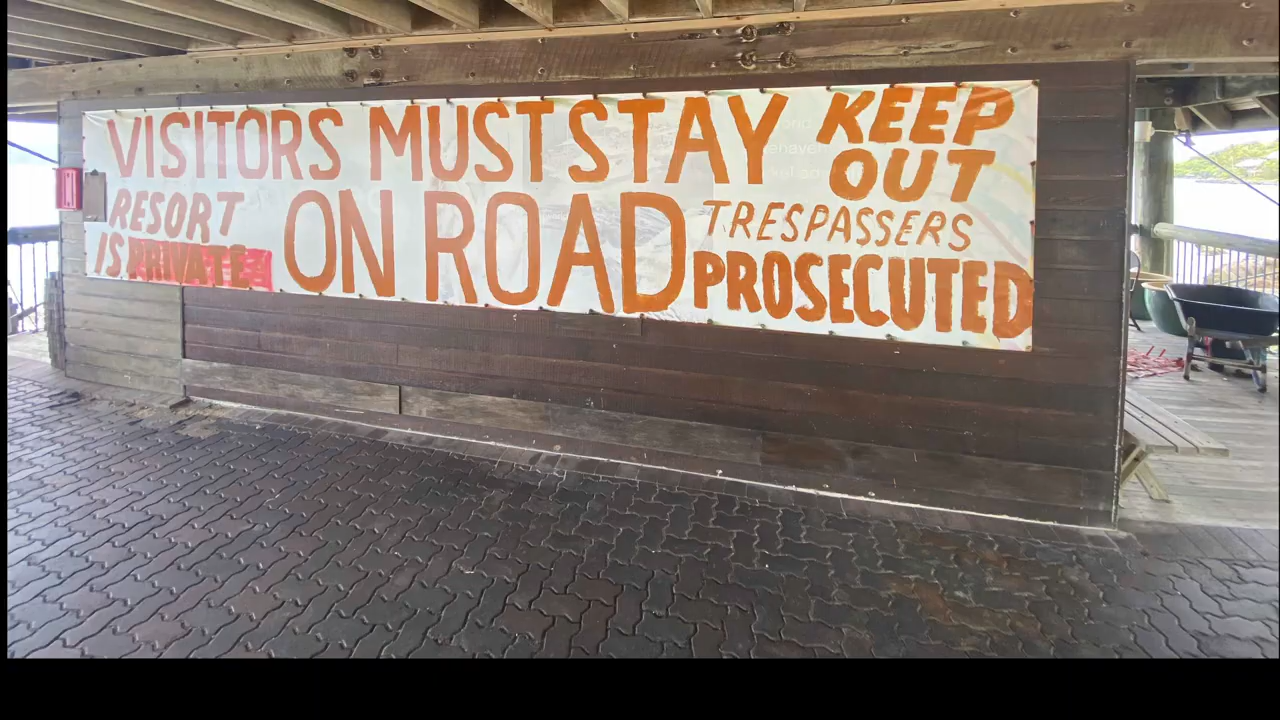 VISITORS MUST STAY
ON ROAD
RESORT
IS PRIVATE
KEEP
OUT
TRESPASSERS
PROSECUTED